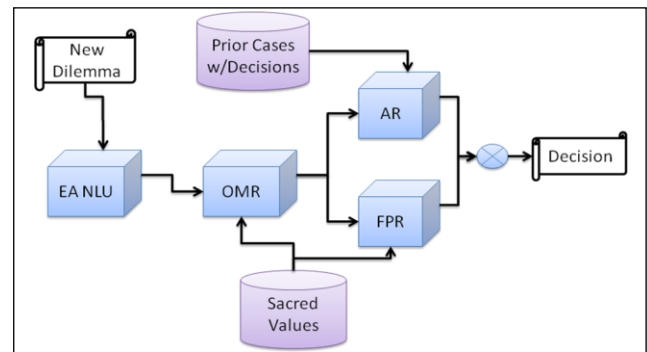 New
Dilemma
Prior Cases
w/Decisions
AR
EA NLU
OMR
FPR
Decision
Sacred
Values